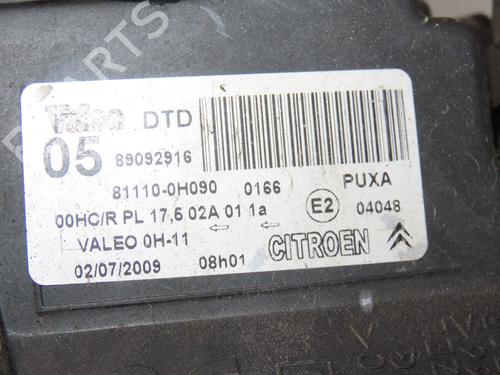 Valeo DTD
05 89092916
81110-0H090 0166 PUXA
00HC/R PL 17,5 02A 01 1a E2 04048
VALEO 0H-11 CITROEN
02/07/2009 08h01
PARTS